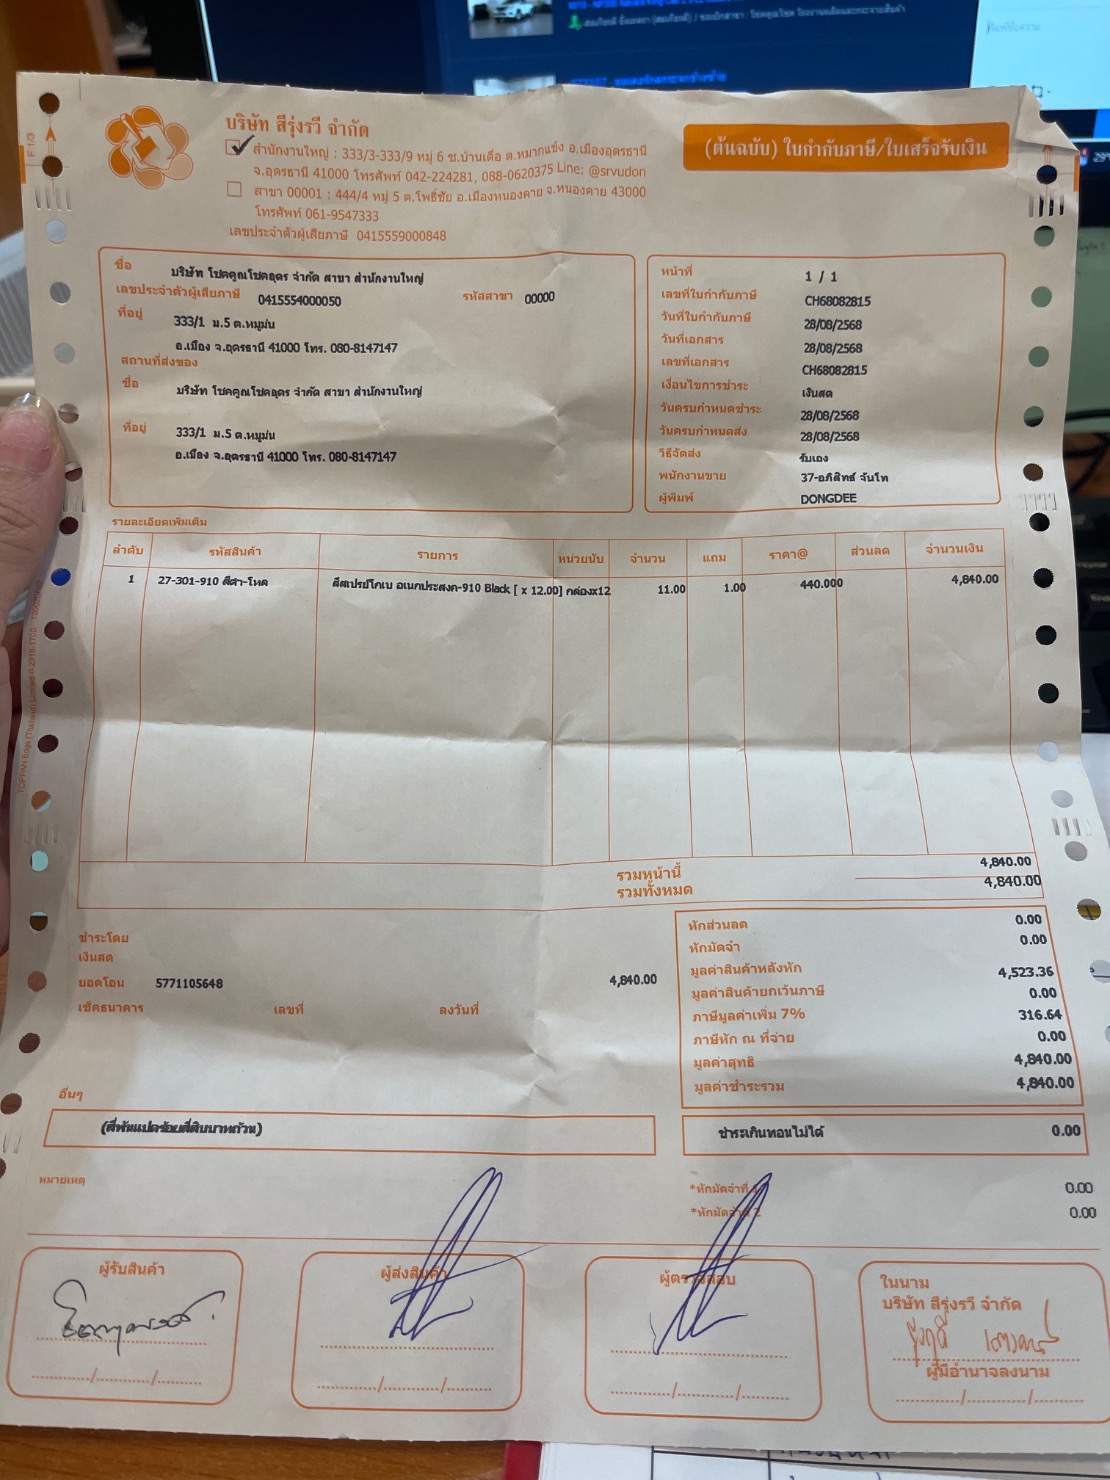 บริษัท สีรุ่งรวี จำกัด
สำนักงานใหญ่ : 333/3-333/9 หมู่ 6 ซ.บ้านเดื่อ ต.หมากแข้ง อ.เมืองอุดรธานี
จ.อุดรธานี 41000 โทรศัพท์ 042-224281, 088-0620375 Line: @srvudon
สาขา 00001 : 444/4 หมู่ 5 ต.โพธิ์ชัย อ.เมืองหนองคาย จ.หนองคาย 43000
โทรศัพท์ 061-9547333
เลขประจำตัวผู้เสียภาษี 0415559000848
(ต้นฉบับ) ใบกำกับภาษี/ใบเสร็จรับเงิน
ชื่อ บริษัท โชคคูณโชคอุดร จำกัด สาขา สำนักงานใหญ่
เลขประจำตัวผู้เสียภาษี 0415554000050 รหัสสาขา 00000
ที่อยู่ 333/1 ม.5 ต.หมูม่น
อ.เมือง จ.อุดรธานี 41000 โทร. 080-8147147
สถานที่ส่งของ
ชื่อ บริษัท โชคคูณโชคอุดร จำกัด สาขา สำนักงานใหญ่
ที่อยู่ 333/1 ม.5 ต.หมูม่น
อ.เมือง จ.อุดรธานี 41000 โทร. 080-8147147
หน้าที่ 1 / 1
เลขที่ใบกำกับภาษี CH68082815
วันที่ใบกำกับภาษี 28/08/2568
วันที่เอกสาร 28/08/2568
เลขที่เอกสาร CH68082815
เงื่อนไขการชำระ เงินสด
วันครบกำหนดชำระ 28/08/2568
วันครบกำหนดส่ง 28/08/2568
วิธีจัดส่ง รับเอง
พนักงานขาย 37-อภิสิทธ์ จันโท
ผู้พิมพ์ DONGDEE
รายละเอียดเพิ่มเติม
ลำดับ รหัสสินค้า รายการ หน่วยนับ จำนวน แถม ราคา@ ส่วนลด จำนวนเงิน
1 27-301-910 สีดำ-โหด สีสเปรย์โคเบ อเนกประสงค-910 Black [ x 12.00] กล่องx12 11.00 1.00 440.000 4,840.00
รวมหน้านี้ 4,840.00
รวมทั้งหมด 4,840.00
ชำระโดย
เงินสด
ยอดโอน 5771105648 4,840.00
เช็คธนาคาร เลขที่ ลงวันที่
อื่นๆ
หักส่วนลด 0.00
หักมัดจำ 0.00
มูลค่าสินค้าหลังหัก 4,523.36
มูลค่าสินค้ายกเว้นภาษี 0.00
ภาษีมูลค่าเพิ่ม 7% 316.64
ภาษีหัก ณ ที่จ่าย 0.00
มูลค่าสุทธิ 4,840.00
มูลค่าชำระรวม 4,840.00
(สี่พันแปดร้อยสี่สิบบาทถ้วน)
ชำระเกินทอนไม่ได้ 0.00
หมายเหตุ
*หักมัดจำที่ 0.00
*หักมัดจำที่ 2 0.00
ผู้รับสินค้า
ผู้ส่งสินค้า
ผู้ตรวจสอบ
ในนาม
บริษัท สีรุ่งรวี จำกัด
ผู้มีอำนาจลงนาม